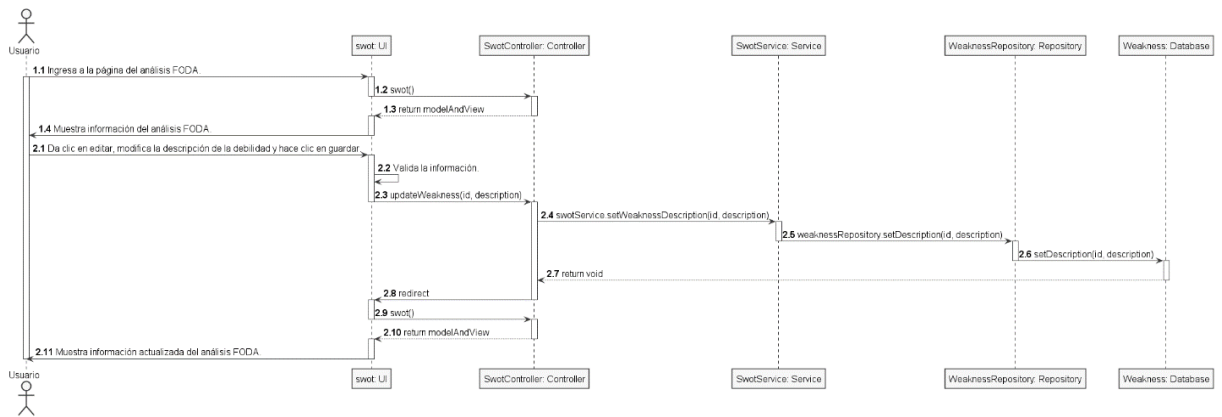 Usuario
swot: UI
SwotController: Controller
SwotService: Service
WeaknessRepository: Repository
Weakness: Database
1.1 Ingresa a la página del análisis FODA.
1.2 swot()
1.3 return modelAndView
1.4 Muestra información del análisis FODA.
2.1 Da clic en editar, modifica la descripción de la debilidad y hace clic en guardar.
2.2 Valida la información.
2.3 updateWeakness(id, description)
2.4 swotService.setWeaknessDescription(id, description)
2.5 weaknessRepository.setDescription(id, description)
2.6 setDescription(id, description)
2.7 return void
2.8 redirect
2.9 swot()
2.10 return modelAndView
2.11 Muestra información actualizada del análisis FODA.
Usuario
swot: UI
SwotController: Controller
SwotService: Service
WeaknessRepository: Repository
Weakness: Database